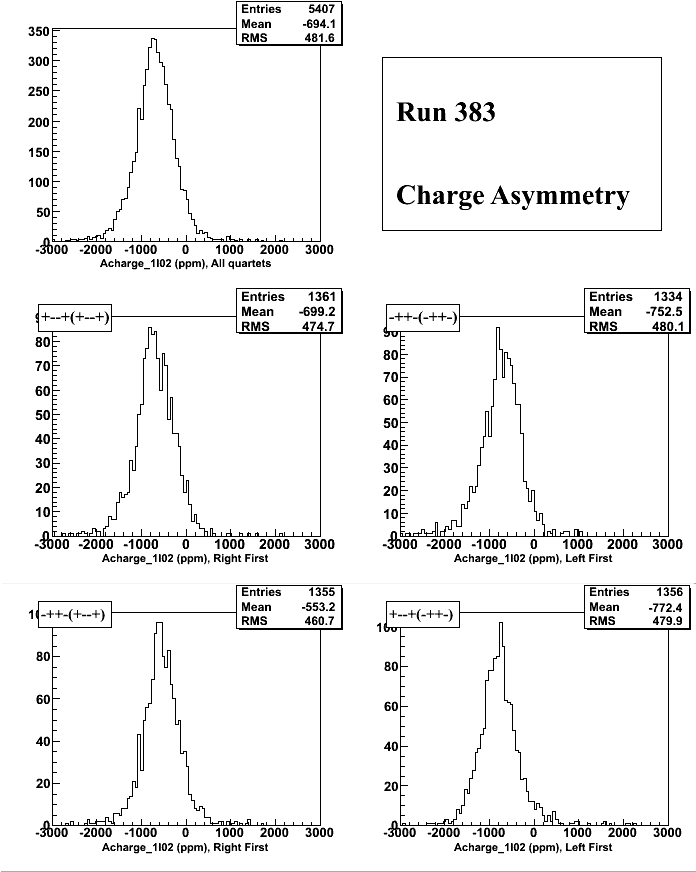 Entries 5407
Mean -694.1
RMS 481.6
350
300
250
200
150
100
50
0
-3000 -2000 -1000 0 1000 2000 3000
Acharge_1I02 (ppm), All quartets
Run 383
Charge Asymmetry
Entries 1361
Mean -699.2
RMS 474.7
+--+(+--+)
80
70
60
50
40
30
20
10
0
-3000 -2000 -1000 0 1000 2000 3000
Acharge_1I02 (ppm), Right First
Entries 1334
Mean -752.5
RMS 480.1
-++-(-++-)
80
70
60
50
40
30
20
10
0
-3000 -2000 -1000 0 1000 2000 3000
Acharge_1I02 (ppm), Left First
Entries 1355
Mean -553.2
RMS 460.7
-++-(+--+)
80
60
40
20
0
-3000 -2000 -1000 0 1000 2000 3000
Acharge_1I02 (ppm), Right First
Entries 1356
Mean -772.4
RMS 479.9
+--+(-++-)
100
80
60
40
20
0
-3000 -2000 -1000 0 1000 2000 3000
Acharge_1I02 (ppm), Left First